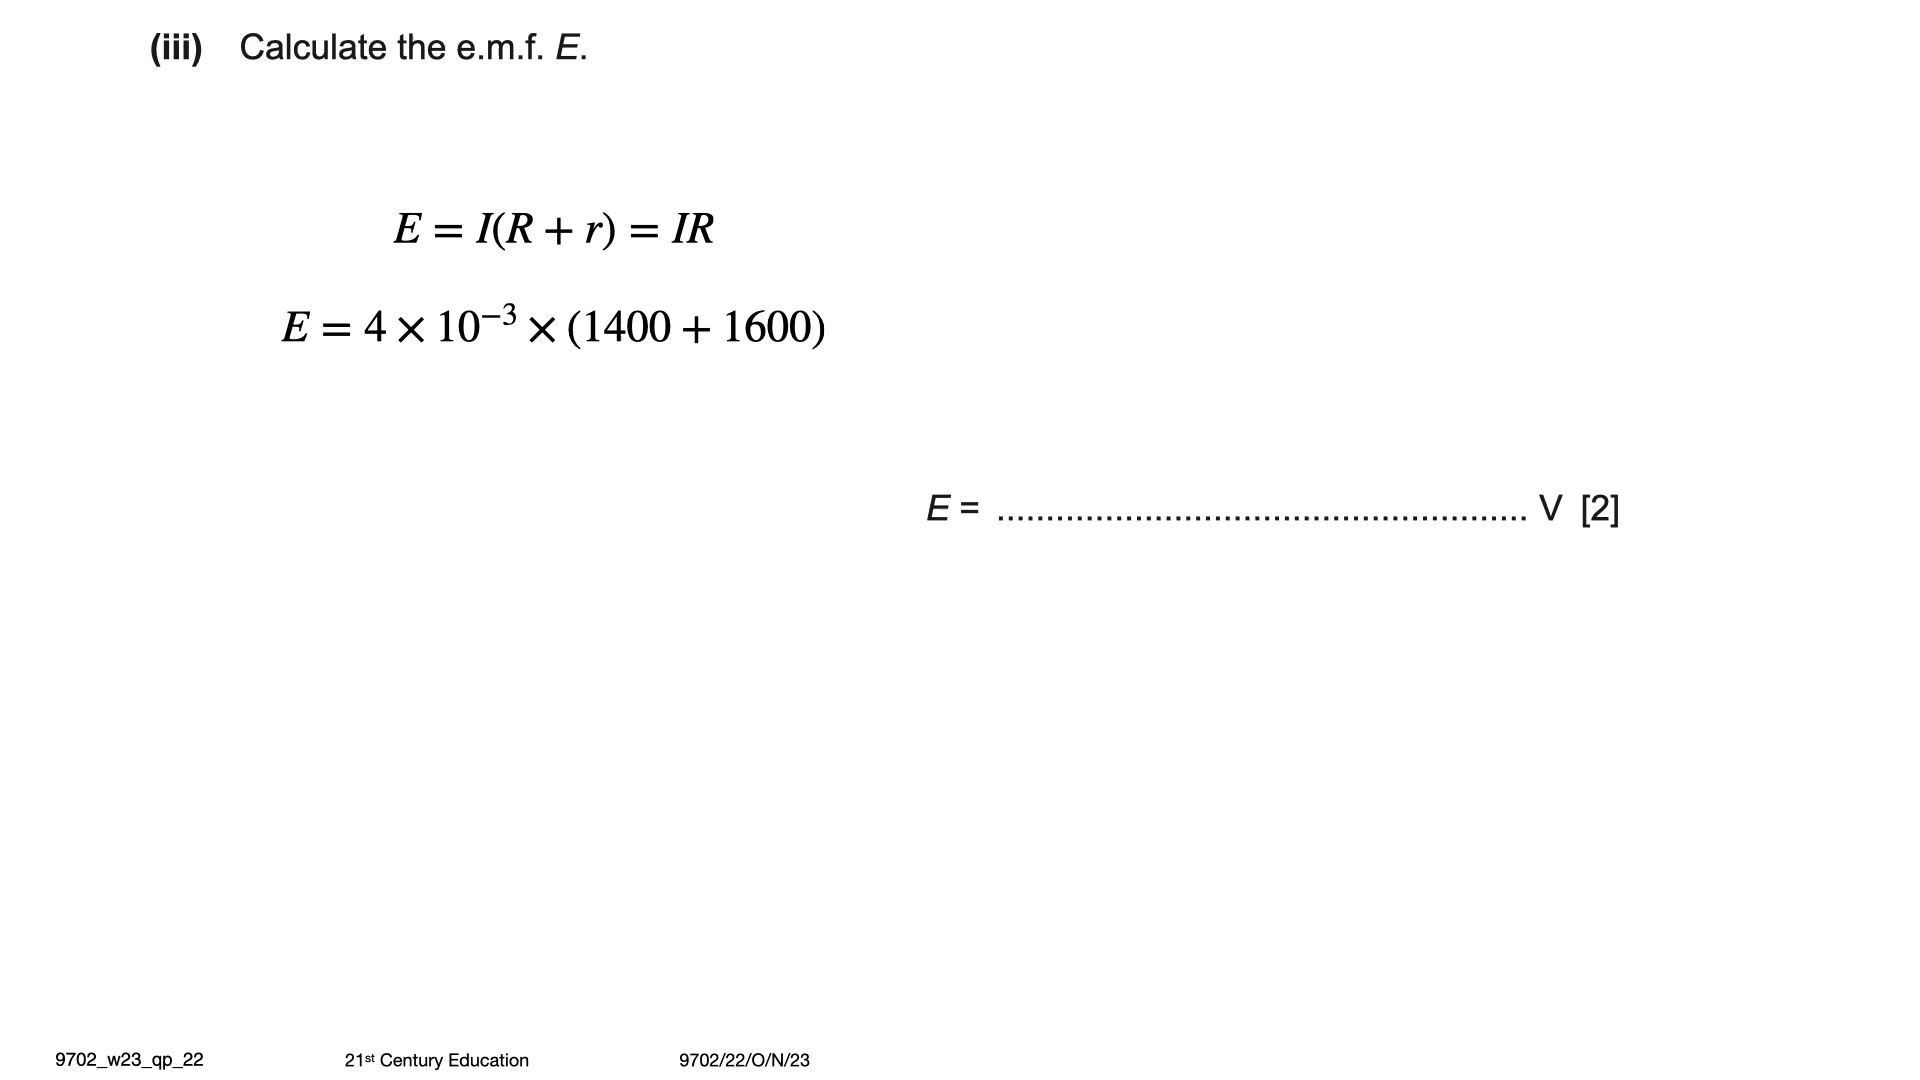 (iii) Calculate the e.m.f. E.
E = I(R + r) = IR
E = 4 × 10⁻³ × (1400 + 1600)
E = ...................................................... V [2]
9702_w23_qp_22 21st Century Education 9702/22/O/N/23